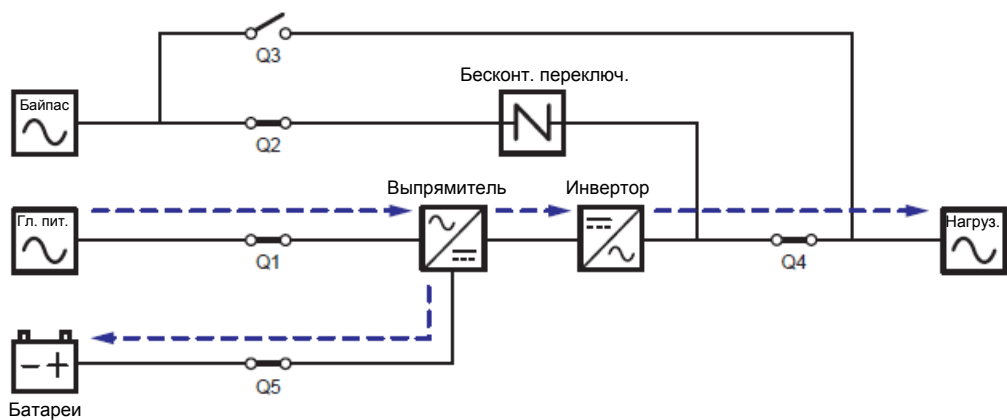 Q3
Бесконт. переключ.
Байпас
Q2
Выпрямитель
Инвертор
Гл. пит.
Нагруз.
Q1
Q4
Q5
Батареи